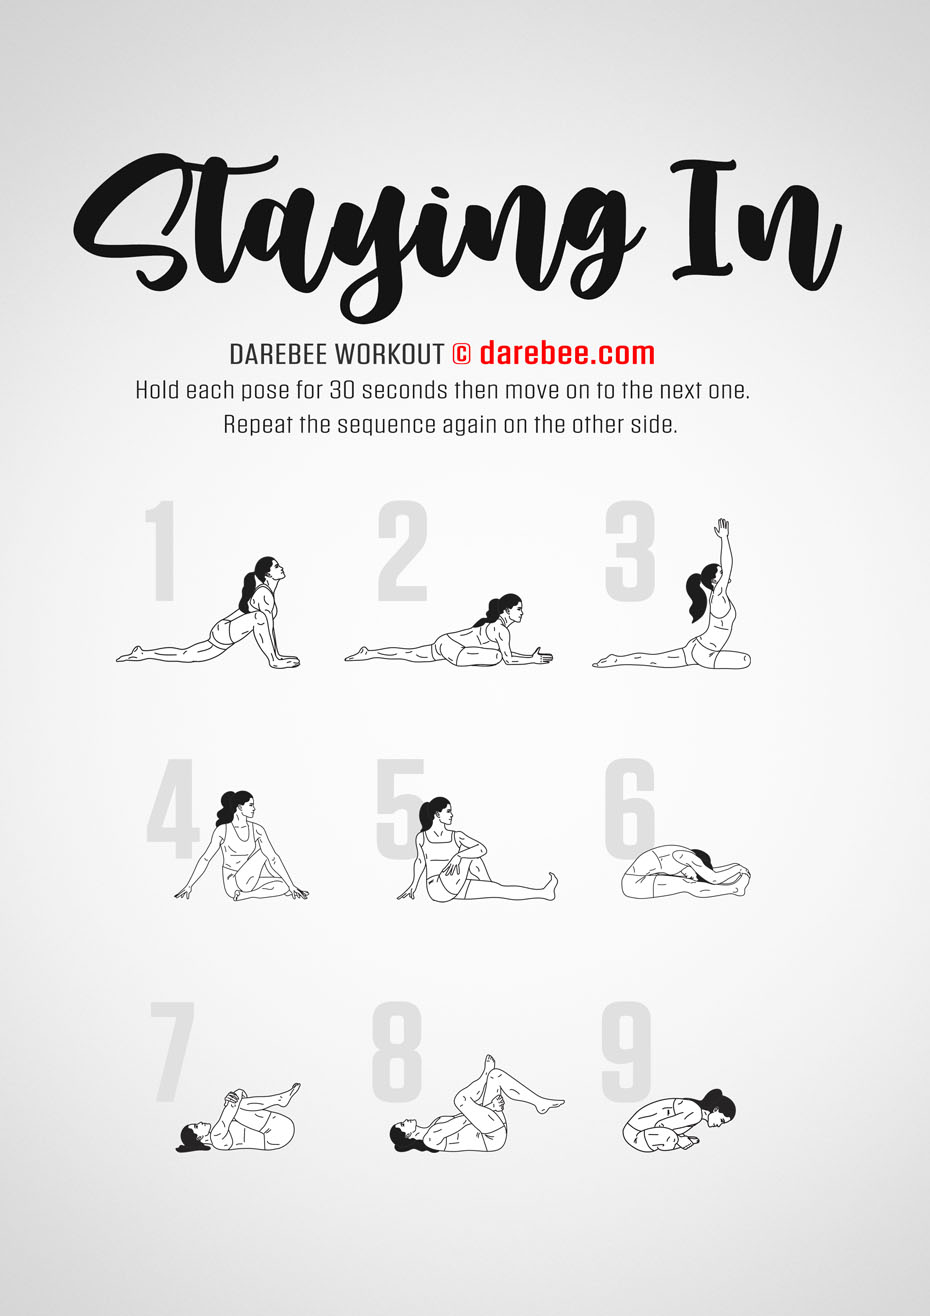 Staying In
DAREBEE WORKOUT © darebee.com
Hold each pose for 30 seconds then move on to the next one.
Repeat the sequence again on the other side.
1 2 3
4 5 6
7 8 9